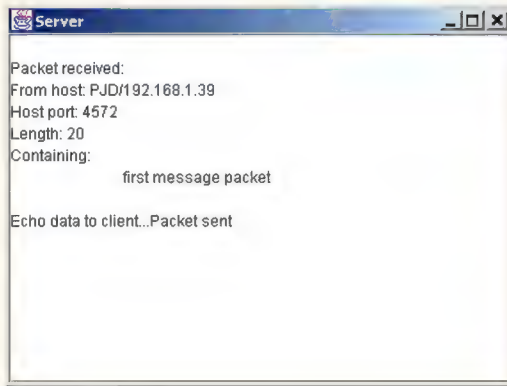 Server
Packet received:
From host: PJD/192.168.1.39
Host port: 4572
Length: 20
Containing:
first message packet
Echo data to client...Packet sent